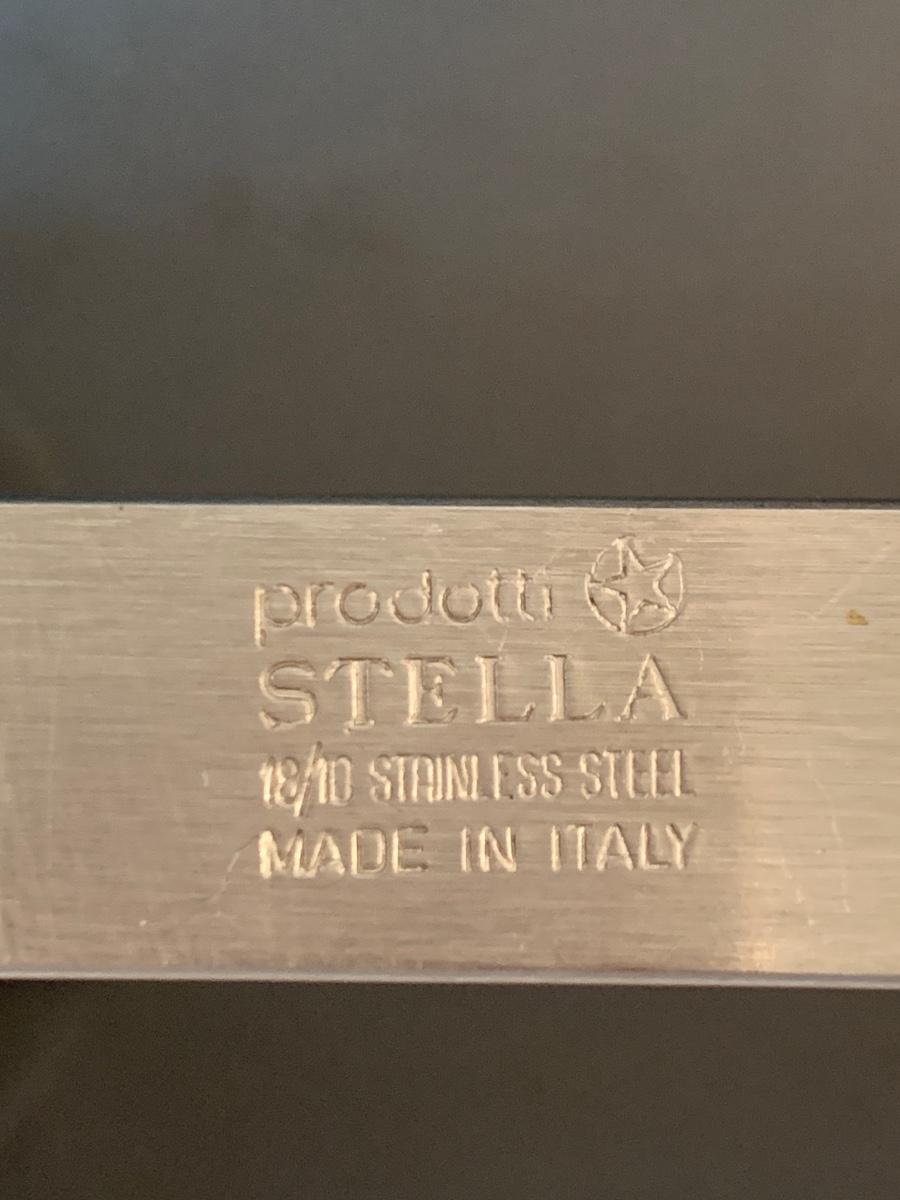 prodotti
STELLA
18/10 STAINLESS STEEL
MADE IN ITALY